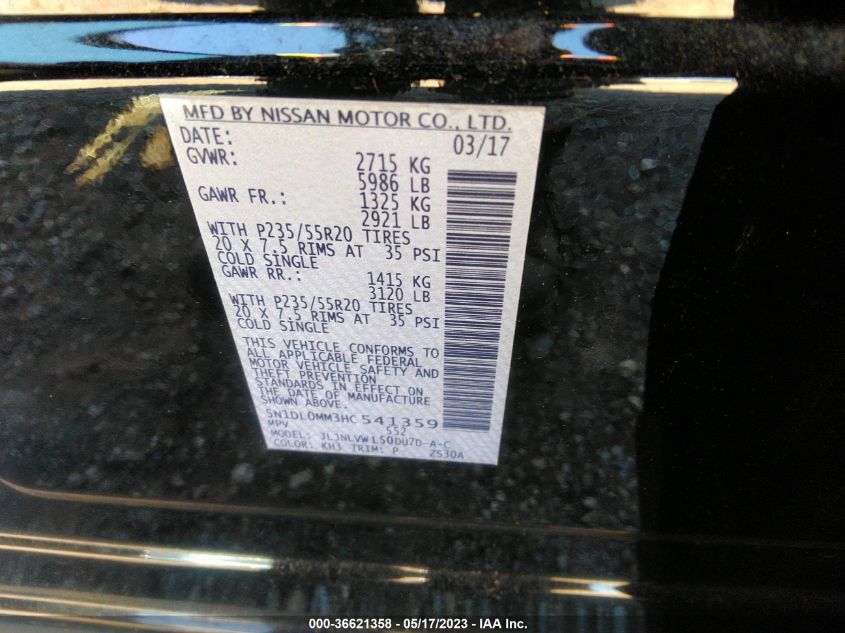 MFD BY NISSAN MOTOR CO., LTD.
DATE: 03/17
GVWR: 2715 KG
5986 LB
GAWR FR.: 1325 KG
2921 LB
WITH P235/55R20 TIRES
20 X 7.5 RIMS AT 35 PSI
COLD SINGLE
GAWR RR.: 1415 KG
3120 LB
WITH P235/55R20 TIRES
20 X 7.5 RIMS AT 35 PSI
COLD SINGLE
THIS VEHICLE CONFORMS TO
ALL APPLICABLE FEDERAL
MOTOR VEHICLE SAFETY AND
THEFT PREVENTION
STANDARDS IN EFFECT ON
THE DATE OF MANUFACTURE
SHOWN ABOVE.
5N1DL0MM3HC541359
MPV 552
MODEL: JLJNLVWL50DU7D-A-C
COLOR: KH3 TRIM: P 2S30A
000-36621358 - 05/17/2023 - IAA Inc.